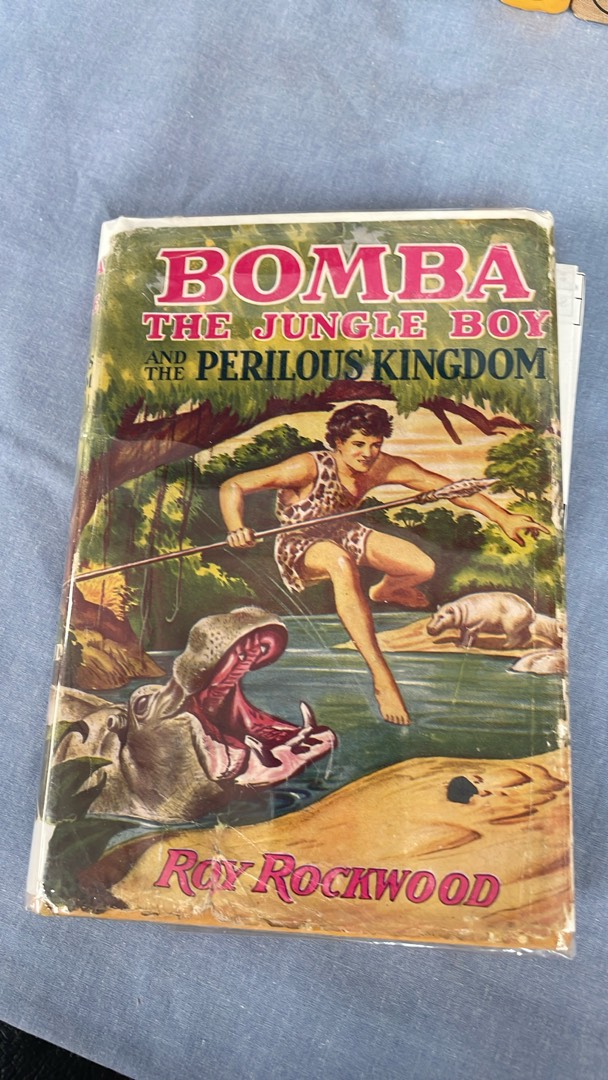 BOMBA
THE JUNGLE BOY
AND THE PERILOUS KINGDOM
ROY ROCKWOOD